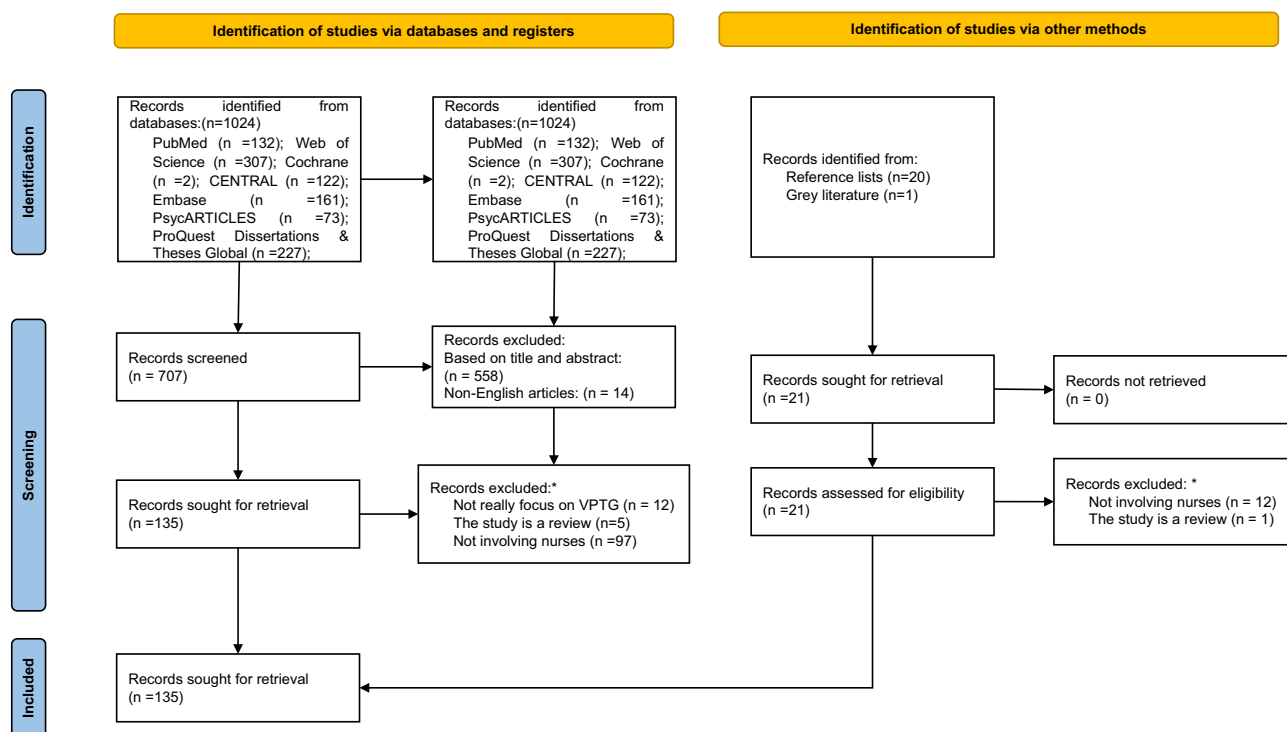 Identification of studies via databases and registers
Identification of studies via other methods
Identification
Records identified from
databases:(n=1024)
PubMed (n =132); Web of
Science (n =307); Cochrane
(n =2); CENTRAL (n =122);
Embase (n =161);
PsycARTICLES (n =73);
ProQuest Dissertations &
Theses Global (n =227);
Records identified from
databases:(n=1024)
PubMed (n =132); Web of
Science (n =307); Cochrane
(n =2); CENTRAL (n =122);
Embase (n =161);
PsycARTICLES (n =73);
ProQuest Dissertations &
Theses Global (n =227);
Records identified from:
Reference lists (n=20)
Grey literature (n=1)
Screening
Records screened
(n = 707)
Records excluded:
Based on title and abstract:
(n = 558)
Non-English articles: (n = 14)
Records sought for retrieval
(n =21)
Records not retrieved
(n = 0)
Records sought for retrieval
(n =135)
Records excluded:*
Not really focus on VPTG (n = 12)
The study is a review (n=5)
Not involving nurses (n =97)
Records assessed for eligibility
(n =21)
Records excluded: *
Not involving nurses (n = 12)
The study is a review (n = 1)
Included
Records sought for retrieval
(n =135)